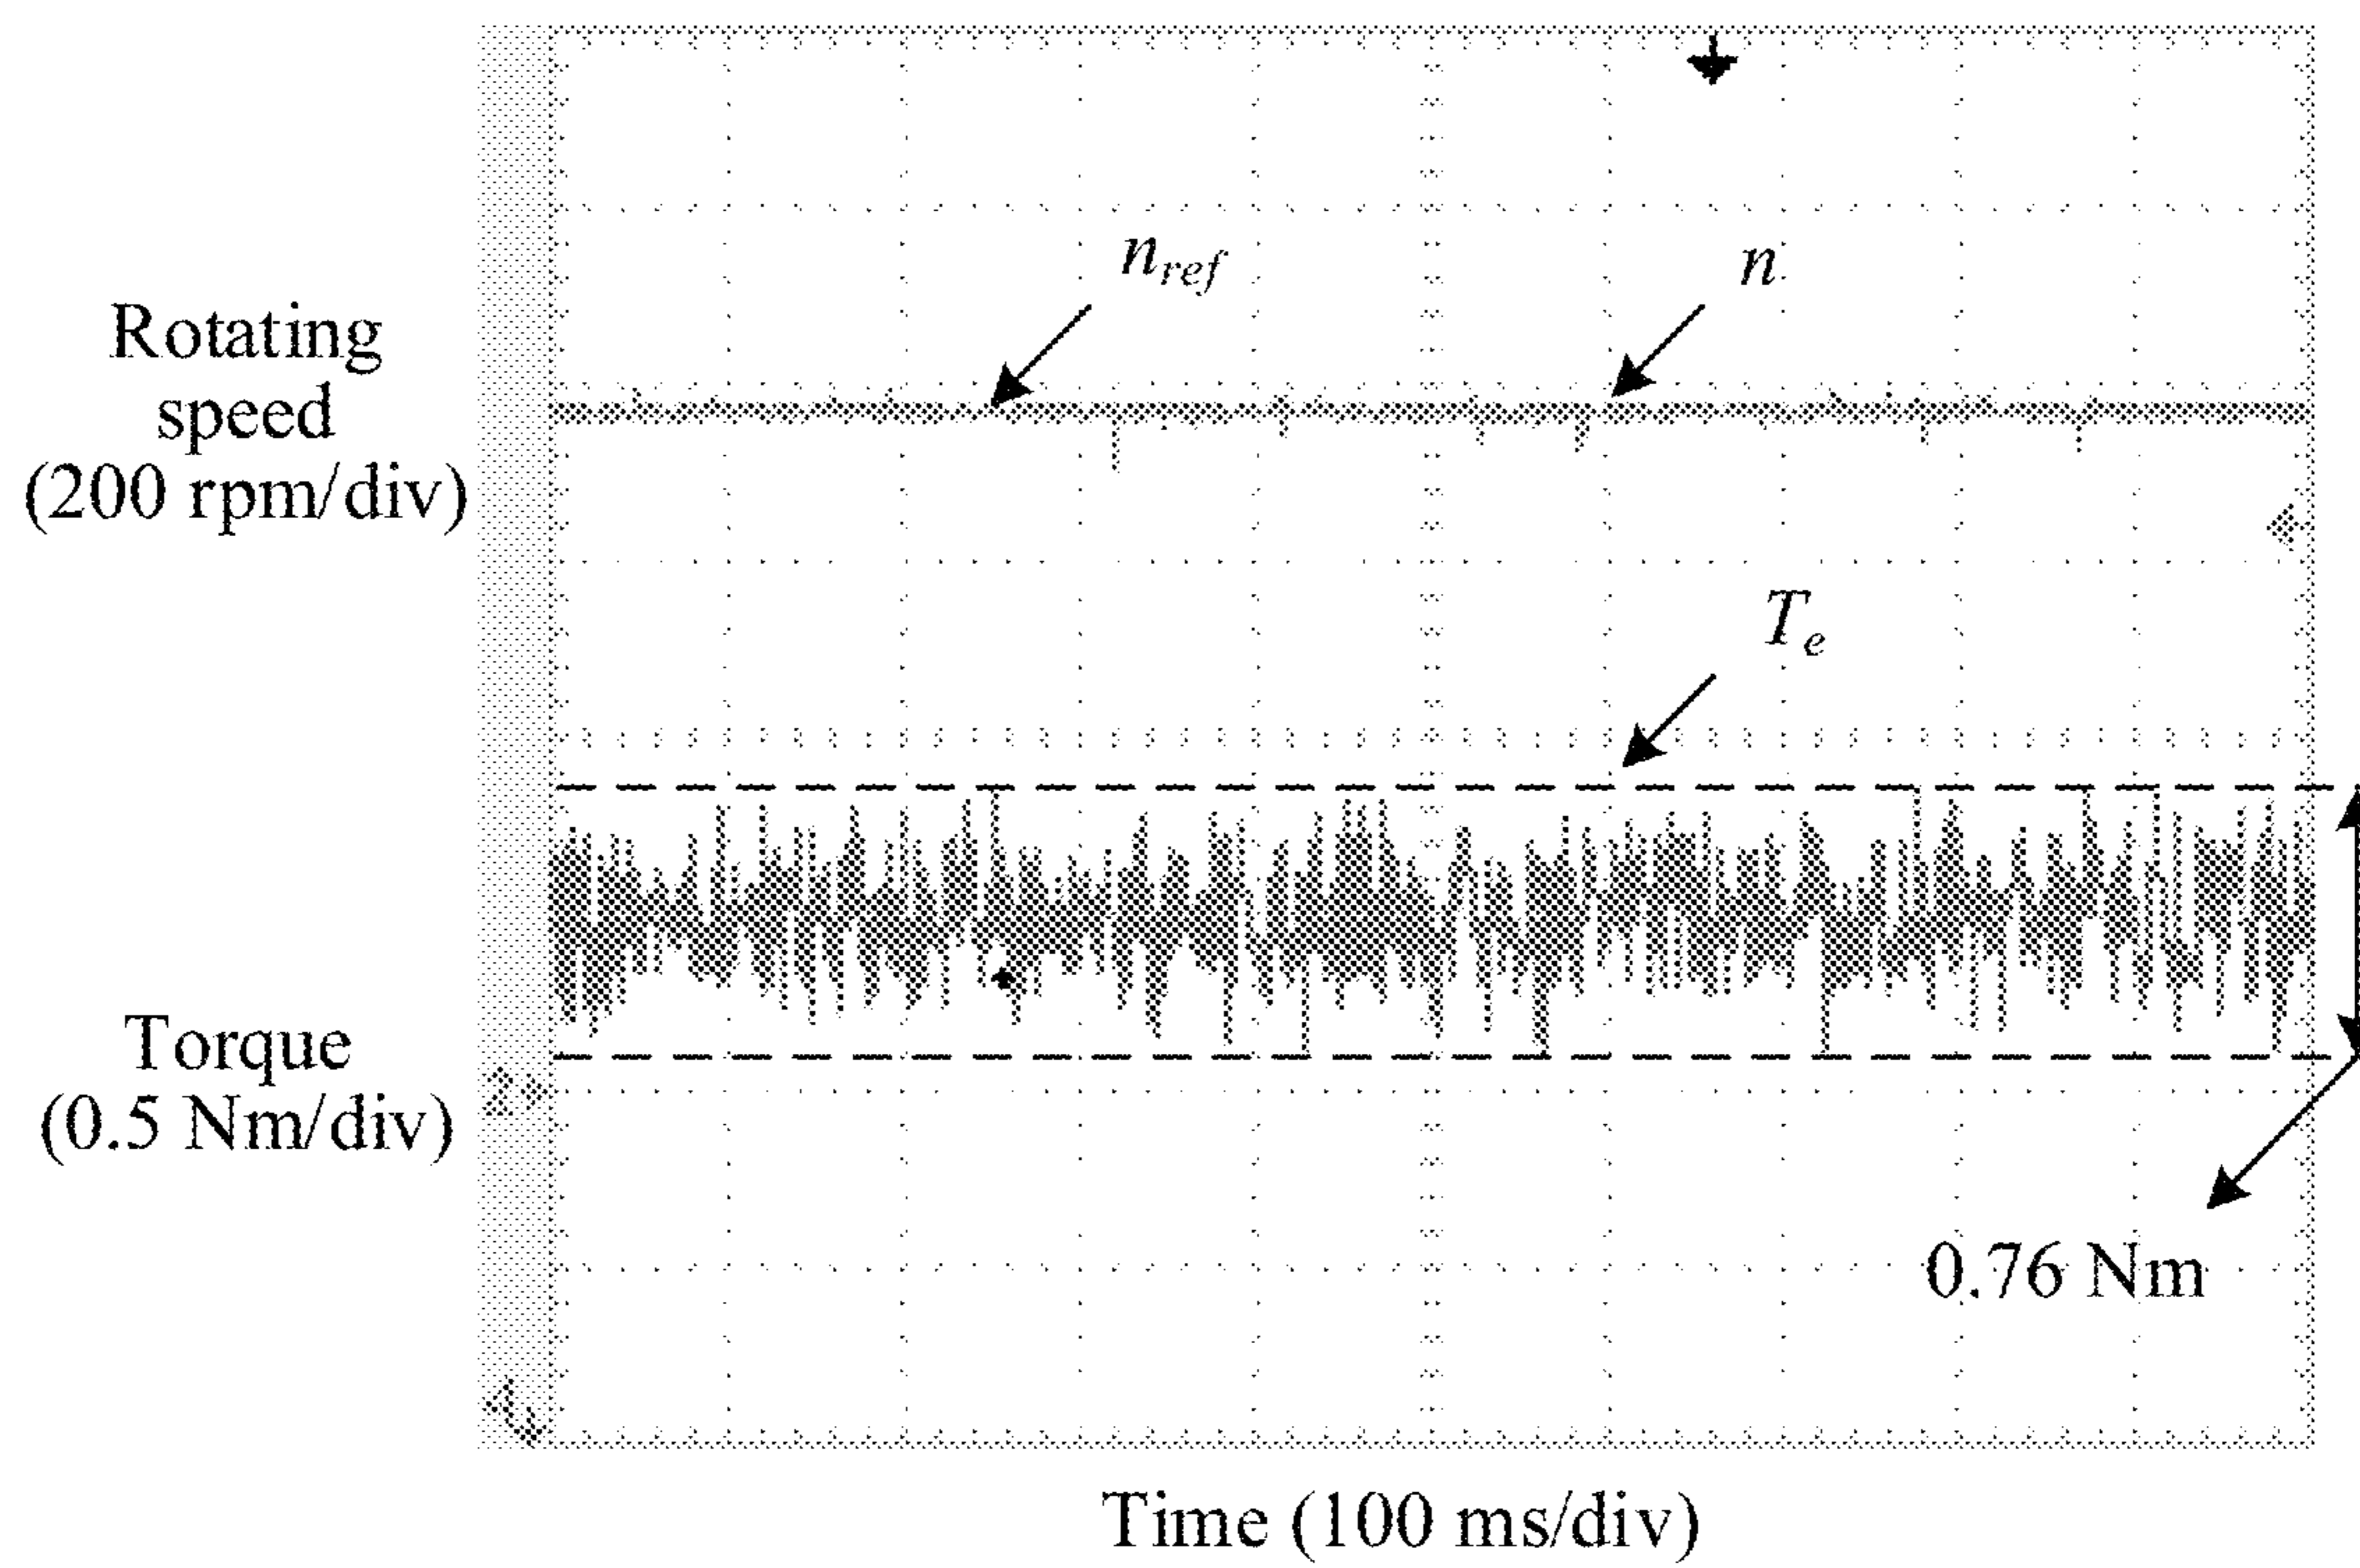 n_ref
n
Rotating
speed
(200 rpm/div)
T_e
Torque
(0.5 Nm/div)
2
0.76 Nm
Time (100 ms/div)